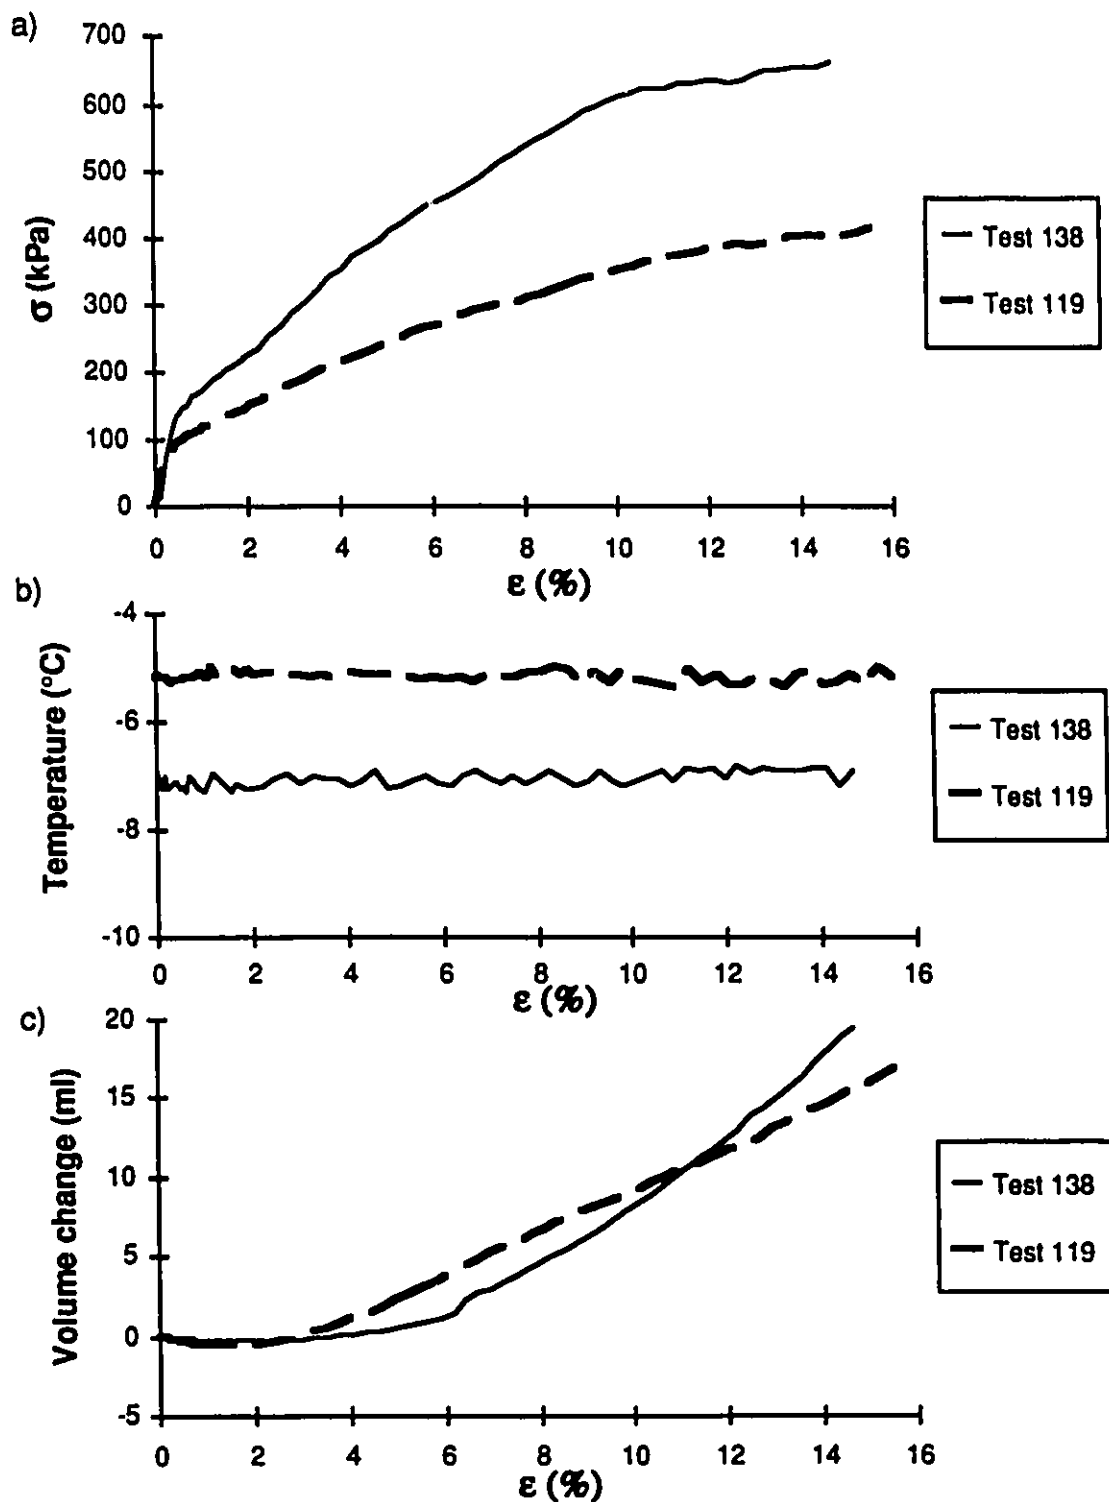 a)
700
600
500
400
300
200
100
0
σ (kPa)
0 2 4 6 8 10 12 14 16
ε (%)
Test 138
Test 119
b)
-4
-6
-8
-10
Temperature (°C)
0 2 4 6 8 10 12 14 16
ε (%)
Test 138
Test 119
c)
20
15
10
5
0
-5
Volume change (ml)
0 2 4 6 8 10 12 14 16
ε (%)
Test 138
Test 119